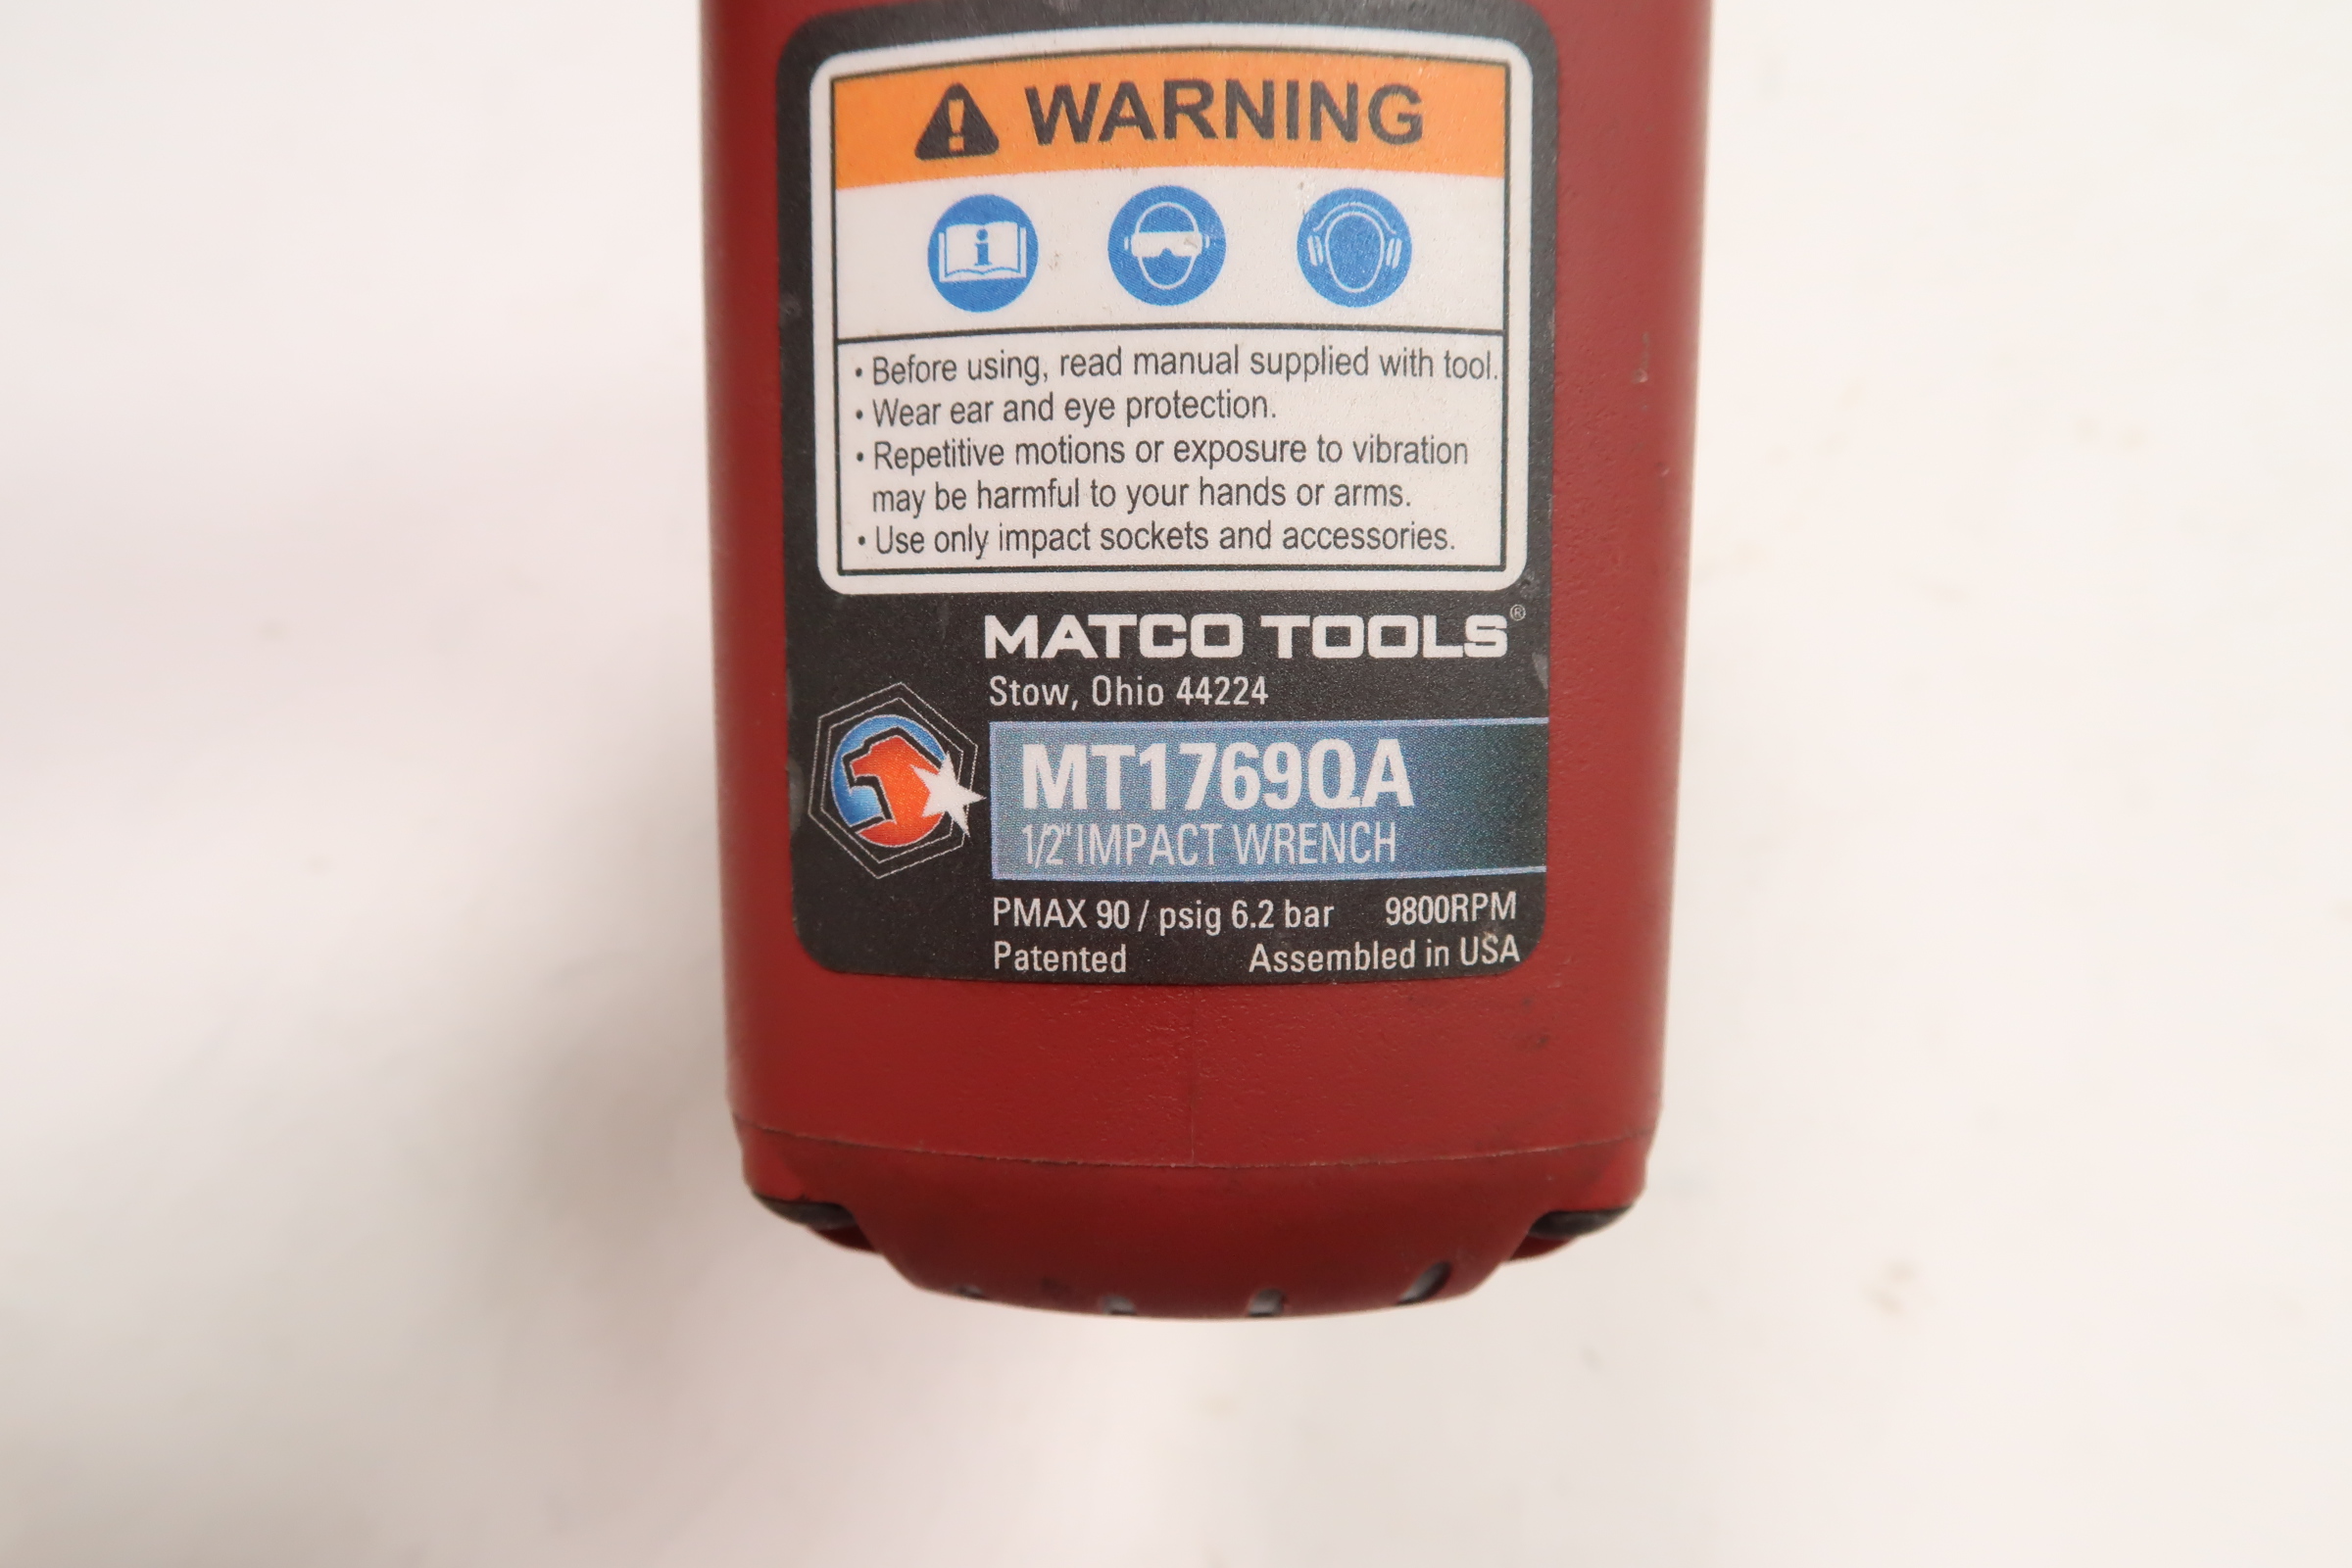 WARNING
• Before using, read manual supplied with tool.
• Wear ear and eye protection.
• Repetitive motions or exposure to vibration
may be harmful to your hands or arms.
• Use only impact sockets and accessories.
MATCO TOOLS®
Stow, Ohio 44224
MT1769QA
1/2" IMPACT WRENCH
PMAX 90 / psig 6.2 bar 9800RPM
Patented Assembled in USA